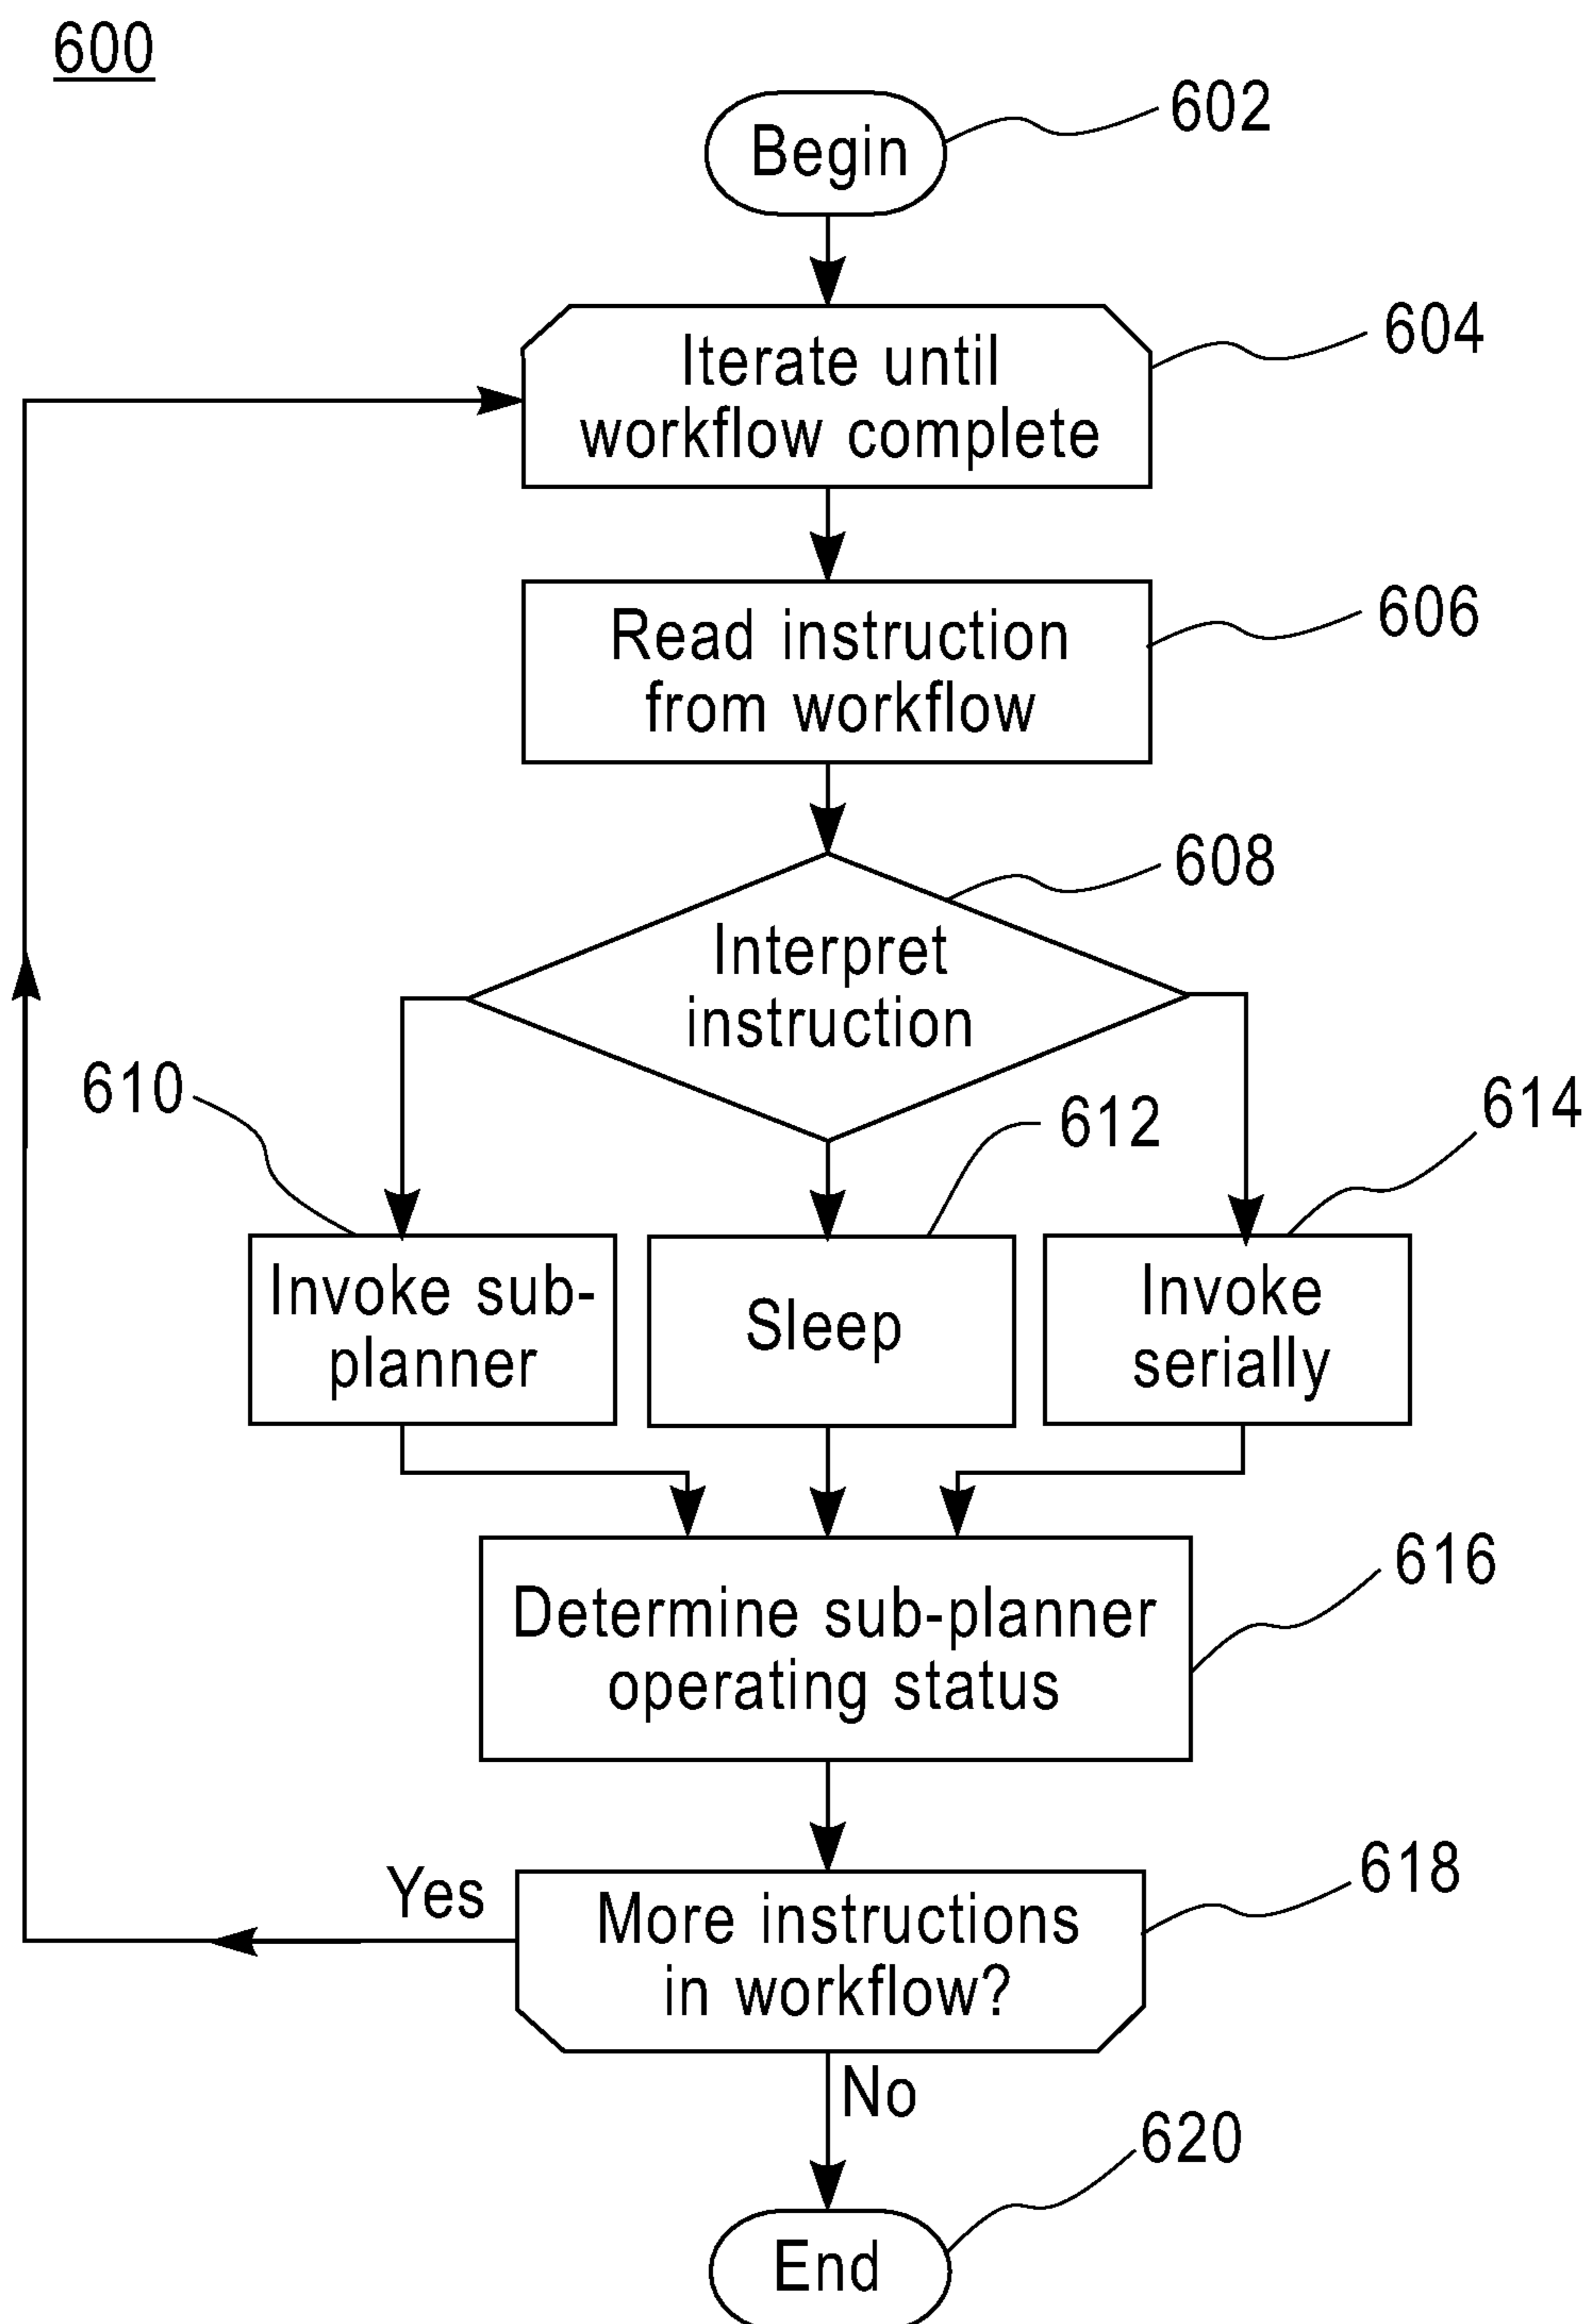 600
Begin
602
Iterate until
workflow complete
604
Read instruction
from workflow
606
608
Interpret
instruction
610
612
614
Invoke sub-
planner
Sleep
Invoke
serially
Determine sub-planner
operating status
616
Yes
More instructions
in workflow?
618
No
620
End